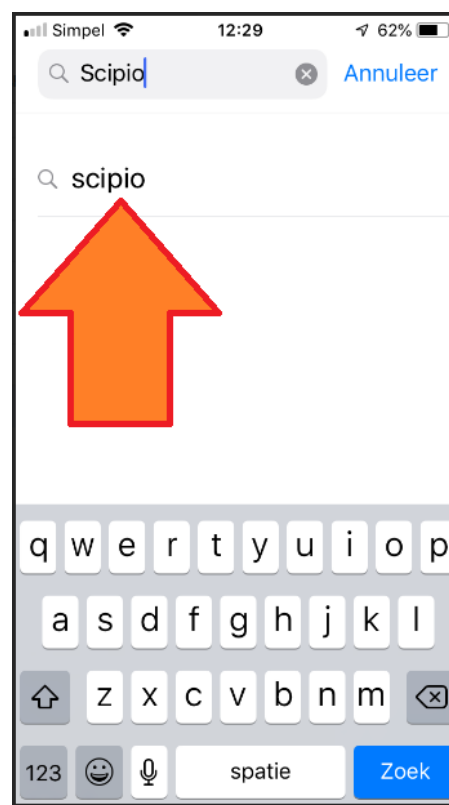 Simpel 12:29 62%
Scipio Annuleer
scipio
q w e r t y u i o p
a s d f g h j k l
z x c v b n m
123 spatie Zoek